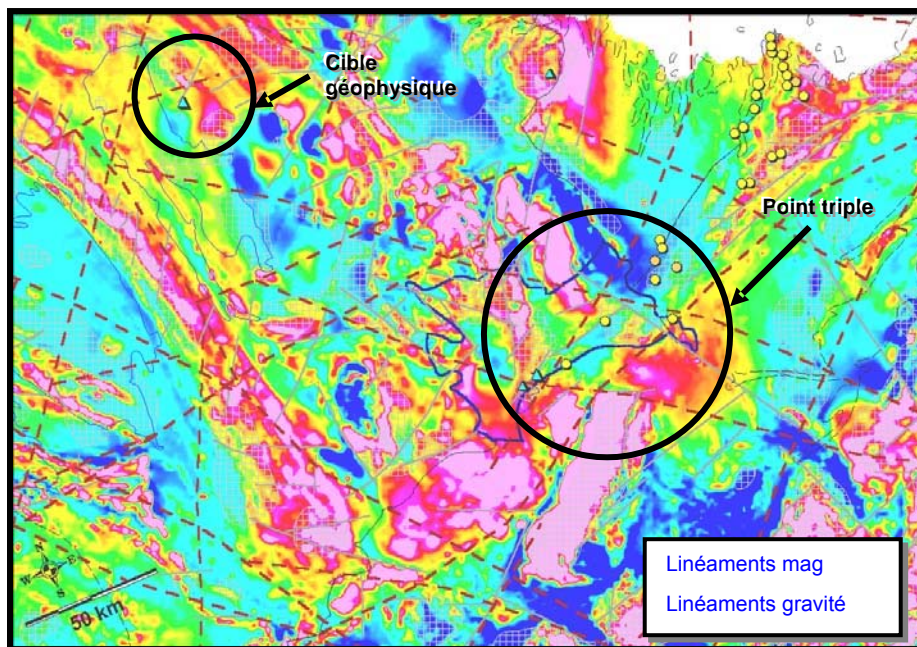 Cible
géophysique
Point triple
N
W E
S
50 km
Linéaments mag
Linéaments gravité